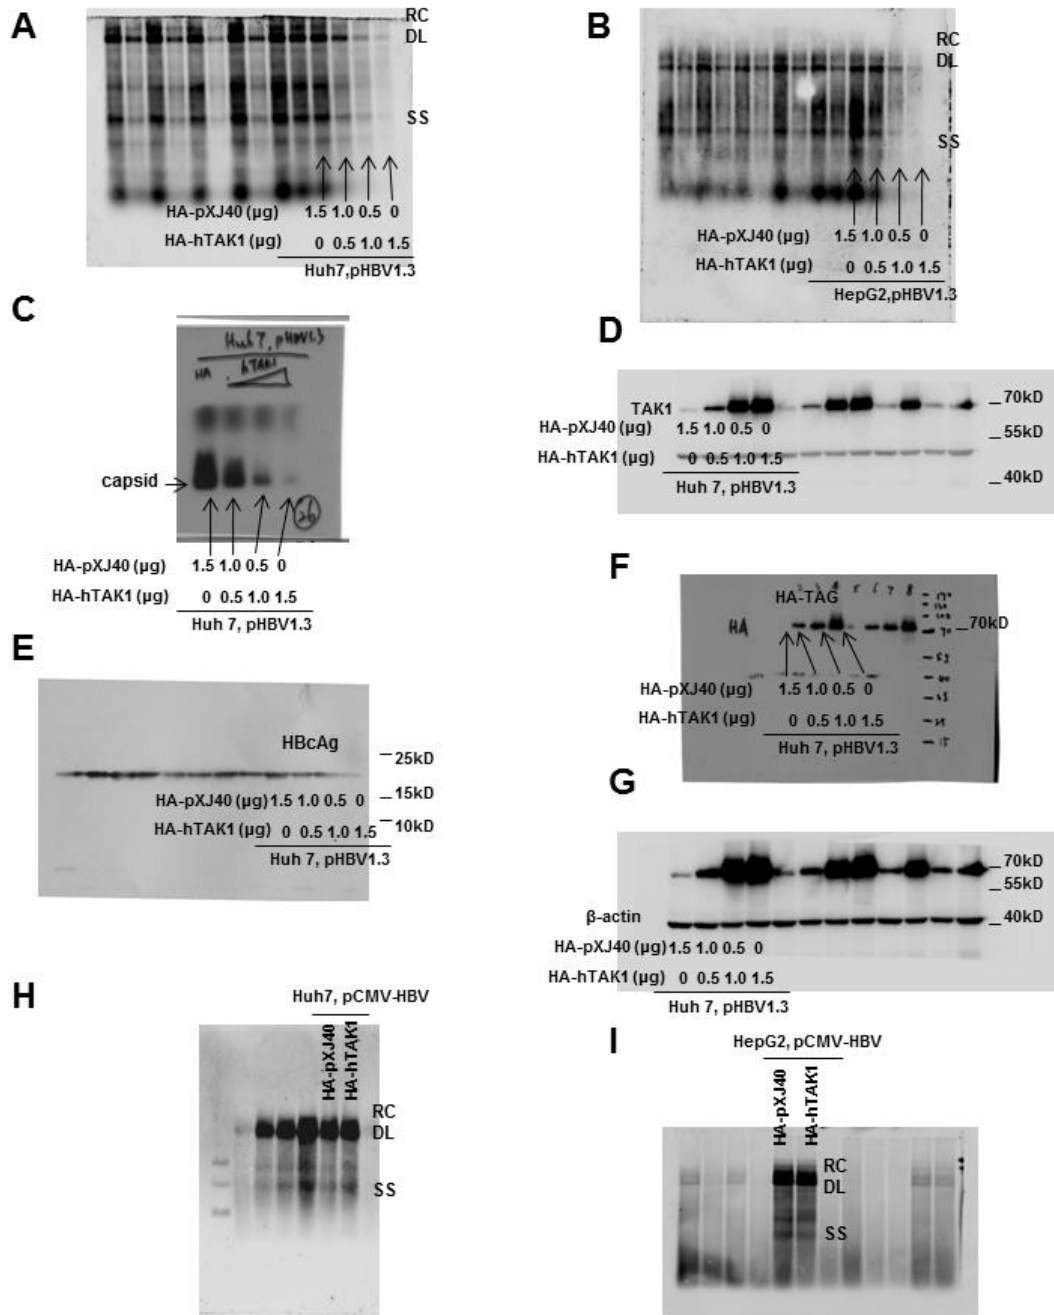 A
RC
DL
SS
HA-pXJ40 (µg) 1.5 1.0 0.5 0
HA-hTAK1 (µg) 0 0.5 1.0 1.5
Huh7,pHBV1.3
B
RC
DL
SS
HA-pXJ40 (µg) 1.5 1.0 0.5 0
HA-hTAK1 (µg) 0 0.5 1.0 1.5
HepG2,pHBV1.3
C
Huh7, pHBV1.3
HA hTAK1
capsid
26
HA-pXJ40 (µg) 1.5 1.0 0.5 0
HA-hTAK1 (µg) 0 0.5 1.0 1.5
Huh 7, pHBV1.3
D
TAK1
70kD
55kD
40kD
HA-pXJ40 (µg) 1.5 1.0 0.5 0
HA-hTAK1 (µg) 0 0.5 1.0 1.5
Huh 7, pHBV1.3
E
HBcAg
25kD
15kD
10kD
HA-pXJ40 (µg) 1.5 1.0 0.5 0
HA-hTAK1 (µg) 0 0.5 1.0 1.5
Huh 7, pHBV1.3
F
5 6 7 8
HA-TAG
HA
70kD
HA-pXJ40 (µg) 1.5 1.0 0.5 0
HA-hTAK1 (µg) 0 0.5 1.0 1.5
Huh 7, pHBV1.3
G
70kD
55kD
40kD
β-actin
HA-pXJ40 (µg) 1.5 1.0 0.5 0
HA-hTAK1 (µg) 0 0.5 1.0 1.5
Huh 7, pHBV1.3
H
Huh7, pCMV-HBV
HA-pXJ40
HA-hTAK1
RC
DL
SS
I
HepG2, pCMV-HBV
HA-pXJ40
HA-hTAK1
RC
DL
SS